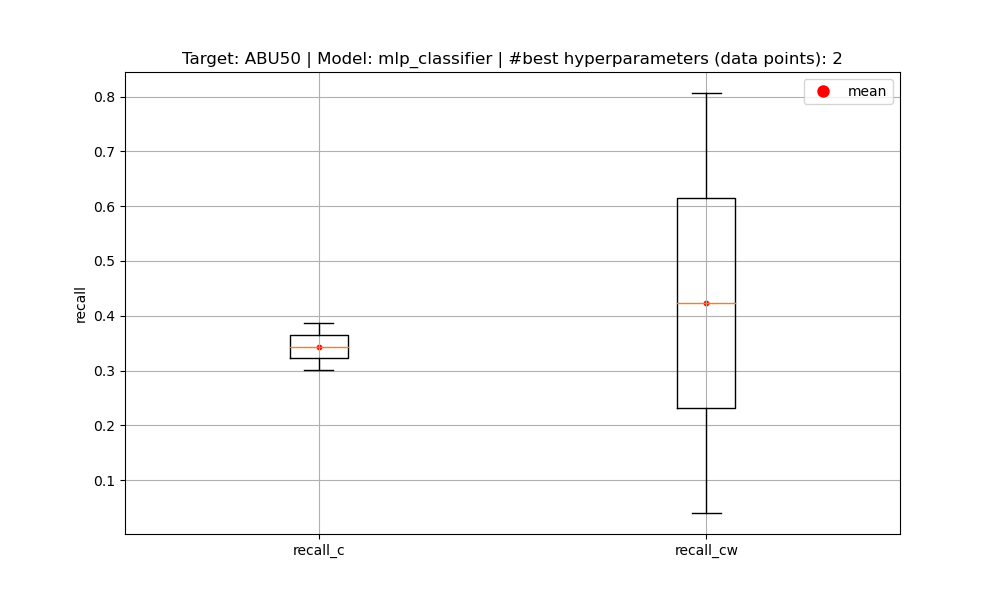 Target: ABU50 | Model: mlp_classifier | #best hyperparameters (data points): 2
mean
0.8
0.7
0.6
0.5
0.4
0.3
0.2
0.1
recall
recall_c
recall_cw